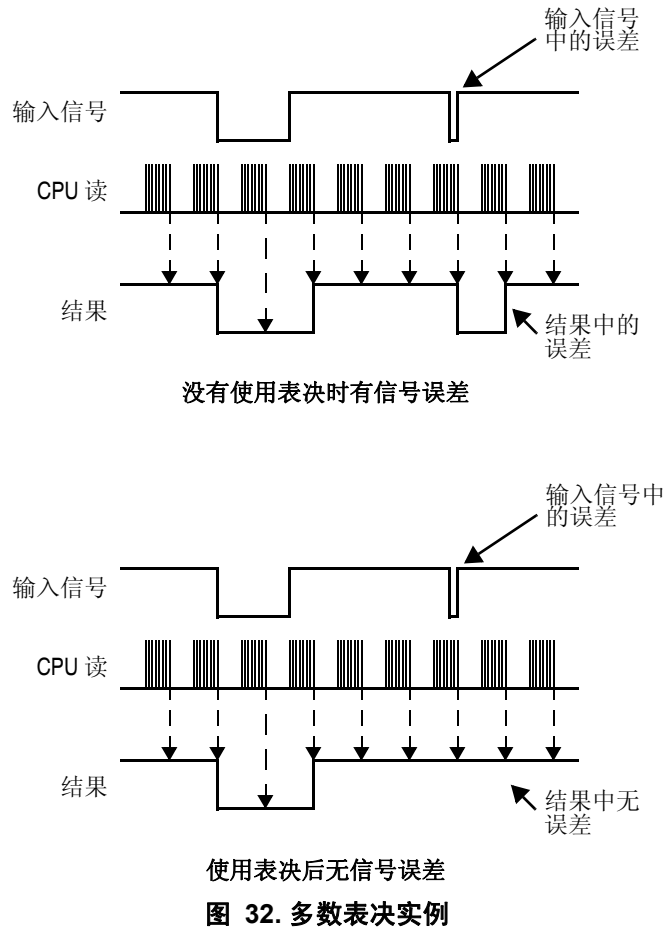 输入信号
中的误差
输入信号
CPU 读
结果
结果中的
误差
没有使用表决时有信号误差
输入信号中
的误差
输入信号
CPU 读
结果
结果中无
误差
使用表决后无信号误差
图 32. 多数表决实例